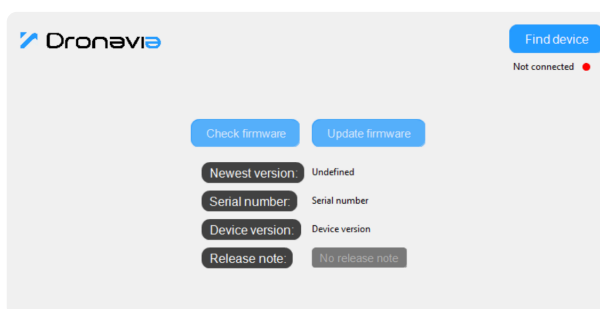 Dronavia
Find device
Not connected
Check firmware Update firmware
Newest version: Undefined
Serial number: Serial number
Device version: Device version
Release note: No release note